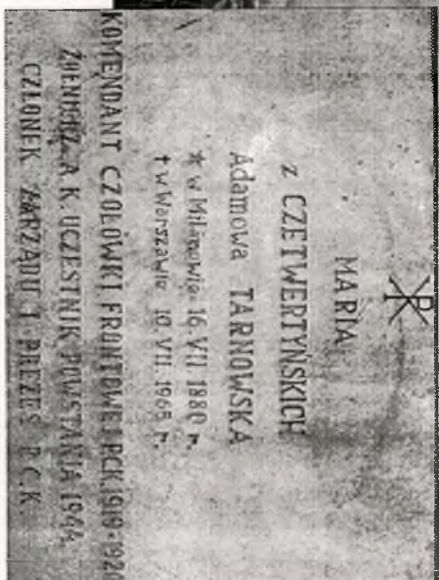 MARIA
z CZETWERTYŃSKICH
Adamowa TARNOWSKA
* w Milanowie 16. VII 1880 r.
† w Warszawie 10. VII. 1965 r.
KOMENDANT CZOŁÓWKI FRONTOWEJ PCK 1919-1920
ŻOŁNIERZ A.K. UCZESTNIK POWSTANIA 1944
CZŁONEK ZARZĄDU I PREZES P.C.K